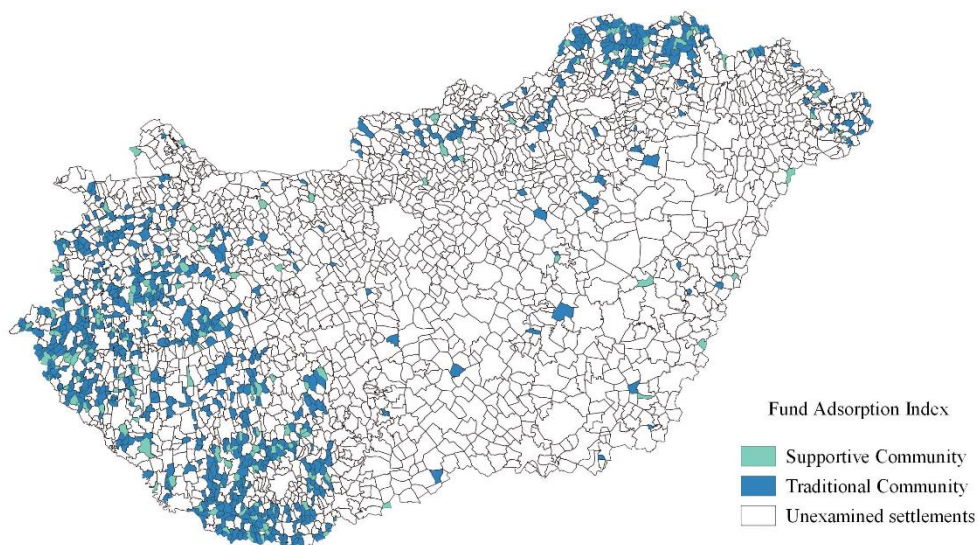 Fund Adsorption Index
Supportive Community
Traditional Community
Unexamined settlements